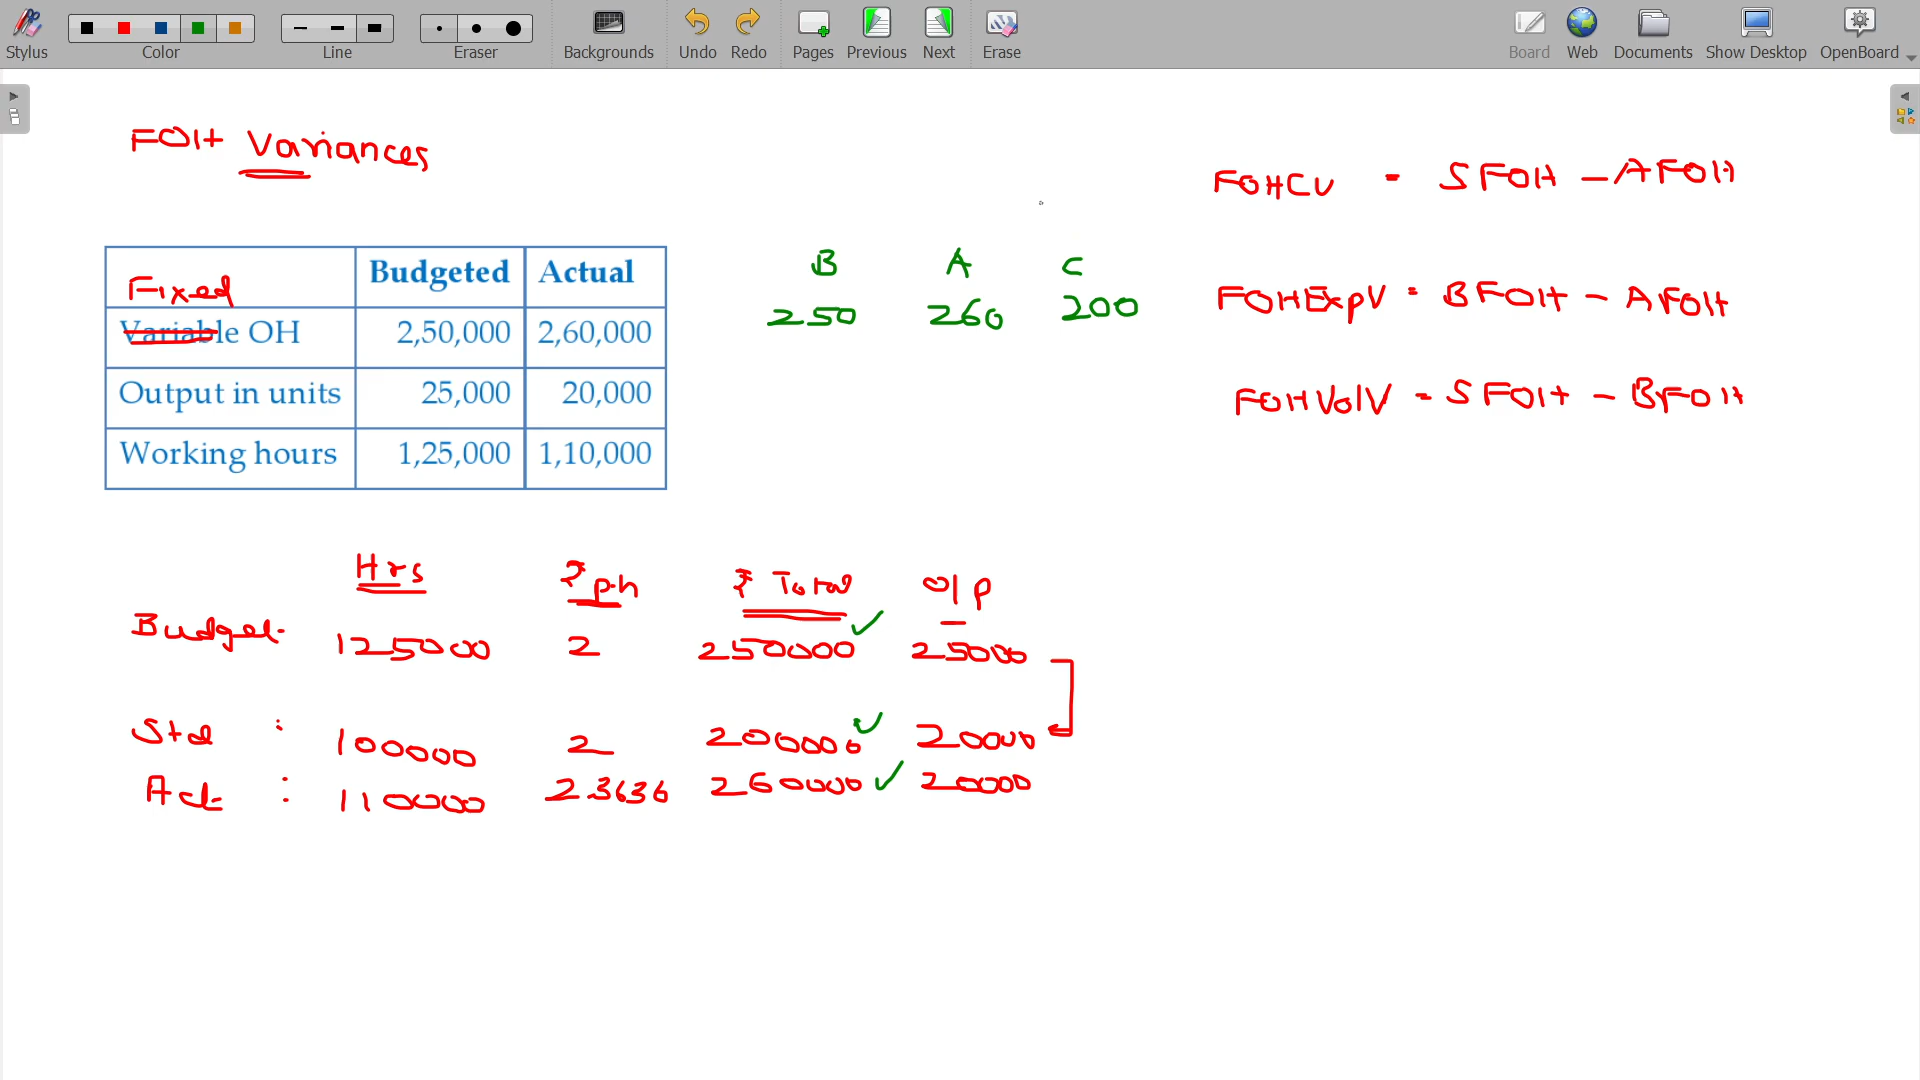 Stylus Color Line Eraser Backgrounds Undo Redo Pages Previous Next Erase Board Web Documents Show Desktop OpenBoard
FOH Variances
FOHCV = SFOH - AFOH
Budgeted Actual
Fixed
Variable OH 2,50,000 2,60,000
Output in units 25,000 20,000
Working hours 1,25,000 1,10,000
B A C
250 260 200
FOHExpV = BFOH - AFOH
FOHVolV = SFOH - BFOH
Hrs ₹ ph ₹ Total o/p
Budget 125000 2 250000 ✓ 25000
Std : 100000 2 200000 ✓ 20000
Act : 110000 2.3636 260000 ✓ 20000